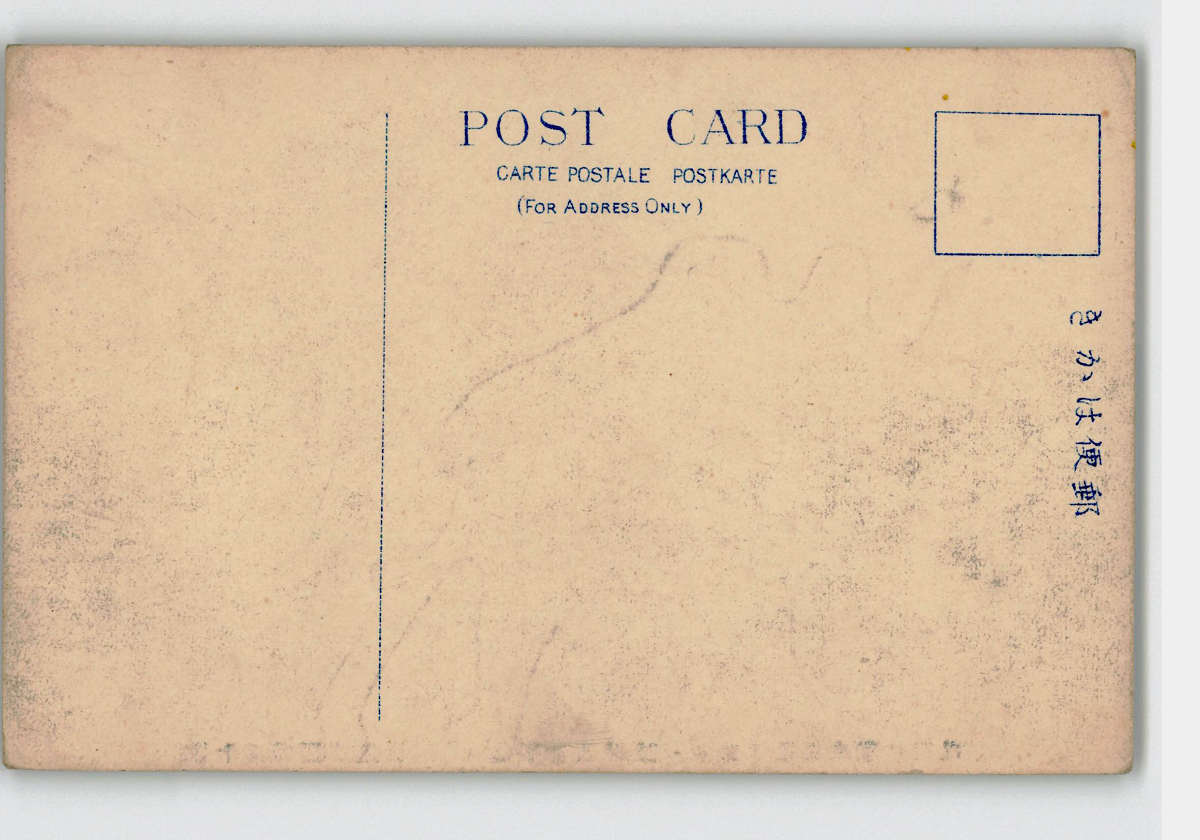 POST CARD
CARTE POSTALE POSTKARTE
(FOR ADDRESS ONLY)
郵便はかき